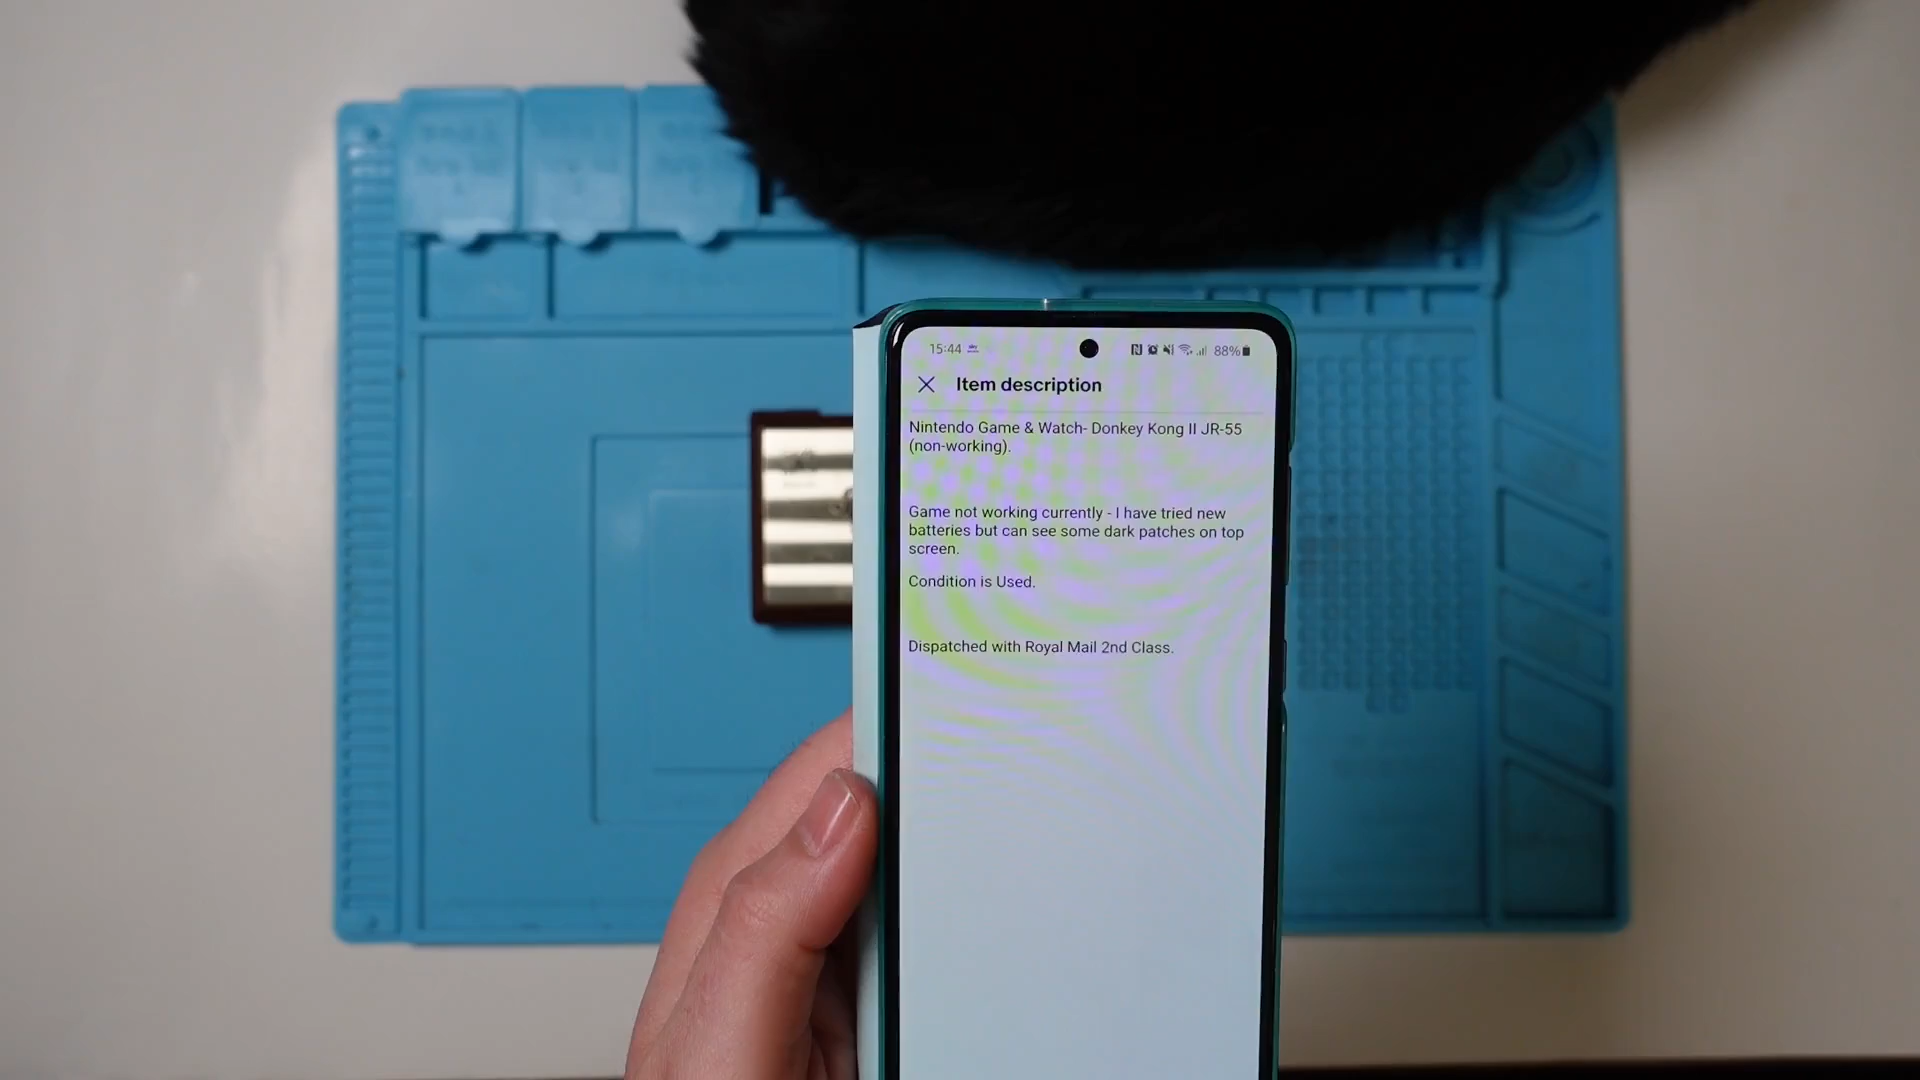 15:44
88%
Item description
Nintendo Game & Watch- Donkey Kong II JR-55
(non-working).
Game not working currently - I have tried new
batteries but can see some dark patches on top
screen.
Condition is Used.
Dispatched with Royal Mail 2nd Class.